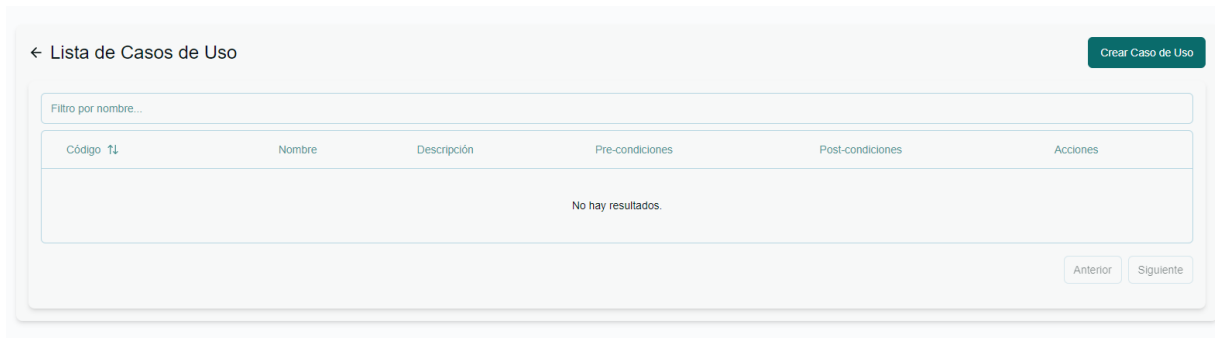 Lista de Casos de Uso
Crear Caso de Uso
Filtro por nombre...
Código Nombre Descripción Pre-condiciones Post-condiciones Acciones
No hay resultados.
Anterior Siguiente